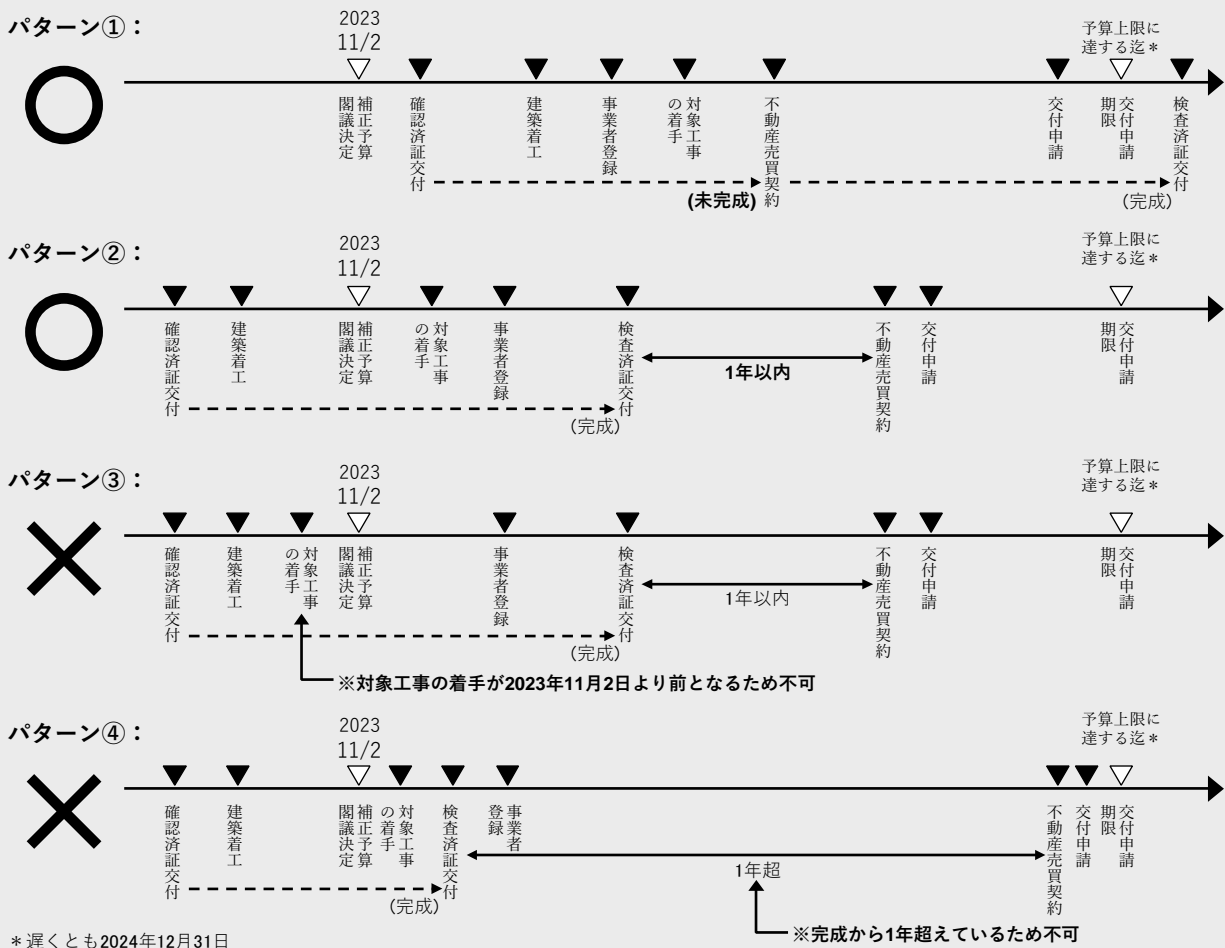 パターン①：
2023
11/2
予算上限に
達する迄＊
補正予算
閣議決定
確認済証交付
建築着工
事業者登録
対象工事
の着手
不動産売買契約
交付申請
交付申請
期限
検査済証交付
(未完成)
(完成)
パターン②：
2023
11/2
予算上限に
達する迄＊
確認済証交付
建築着工
補正予算
閣議決定
対象工事
の着手
事業者登録
検査済証交付
1年以内
不動産売買契約
交付申請
交付申請
期限
(完成)
パターン③：
2023
11/2
予算上限に
達する迄＊
確認済証交付
建築着工
対象工事
の着手
補正予算
閣議決定
事業者登録
検査済証交付
1年以内
不動産売買契約
交付申請
交付申請
期限
(完成)
※対象工事の着手が2023年11月2日より前となるため不可
パターン④：
2023
11/2
予算上限に
達する迄＊
確認済証交付
建築着工
補正予算
閣議決定
対象工事
の着手
検査済証交付
事業者
登録
1年超
不動産売買契約
交付申請
交付申請
期限
(完成)
※完成から1年超えているため不可
＊遅くとも2024年12月31日